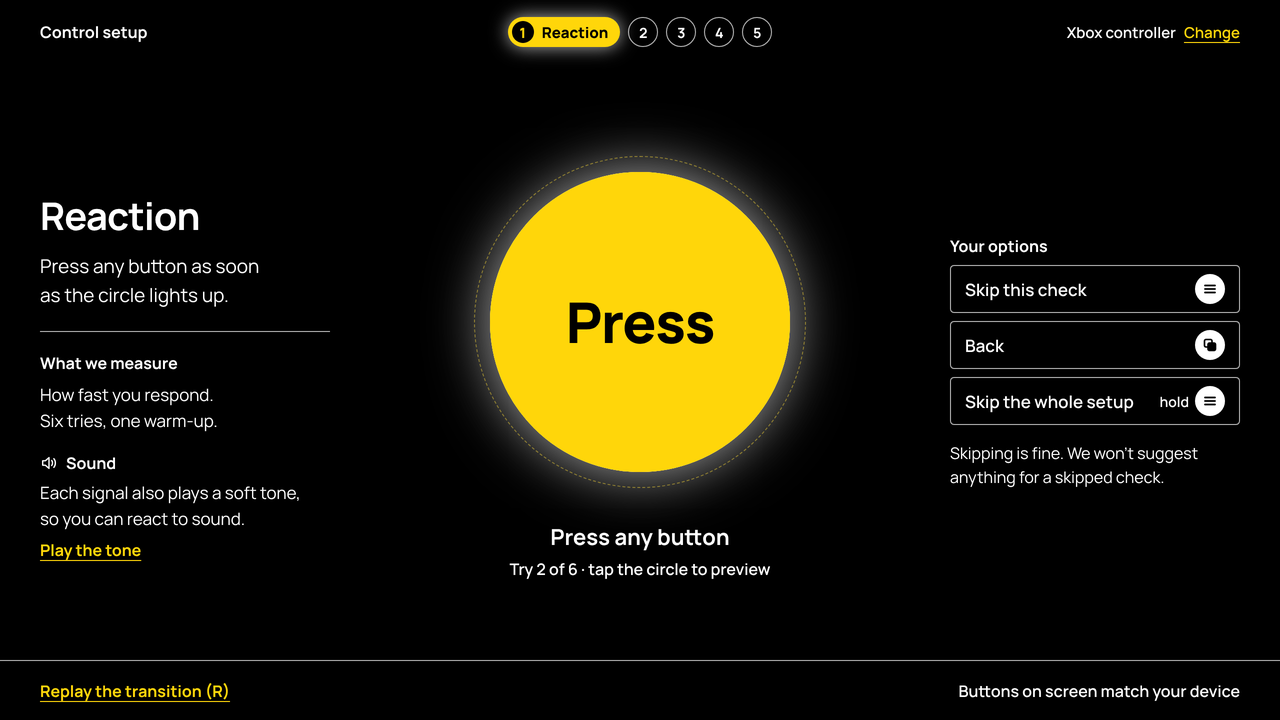 Control setup
1 Reaction 2 3 4 5
Xbox controller Change
Reaction
Press any button as soon
as the circle lights up.
What we measure
How fast you respond.
Six tries, one warm-up.
Sound
Each signal also plays a soft tone,
so you can react to sound.
Play the tone
Press
Press any button
Try 2 of 6 · tap the circle to preview
Your options
Skip this check
Back
Skip the whole setup hold
Skipping is fine. We won't suggest
anything for a skipped check.
Replay the transition (R)
Buttons on screen match your device